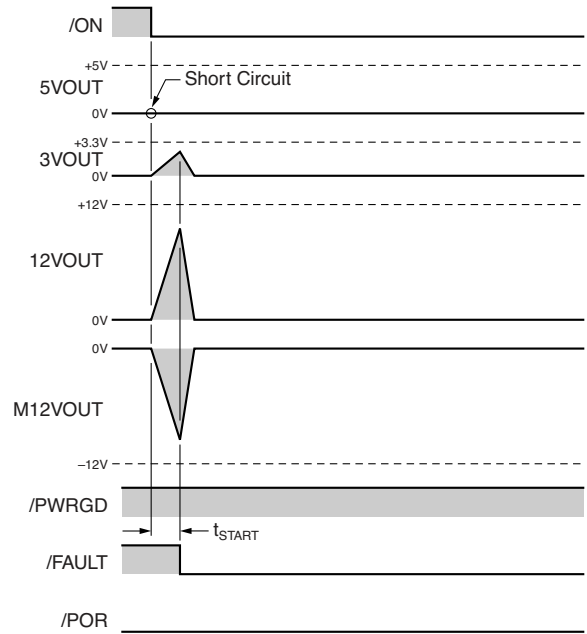 /ON
+5V
5VOUT
Short Circuit
0V
+3.3V
3VOUT
0V
+12V
12VOUT
0V
0V
M12VOUT
–12V
/PWRGD
tSTART
/FAULT
/POR